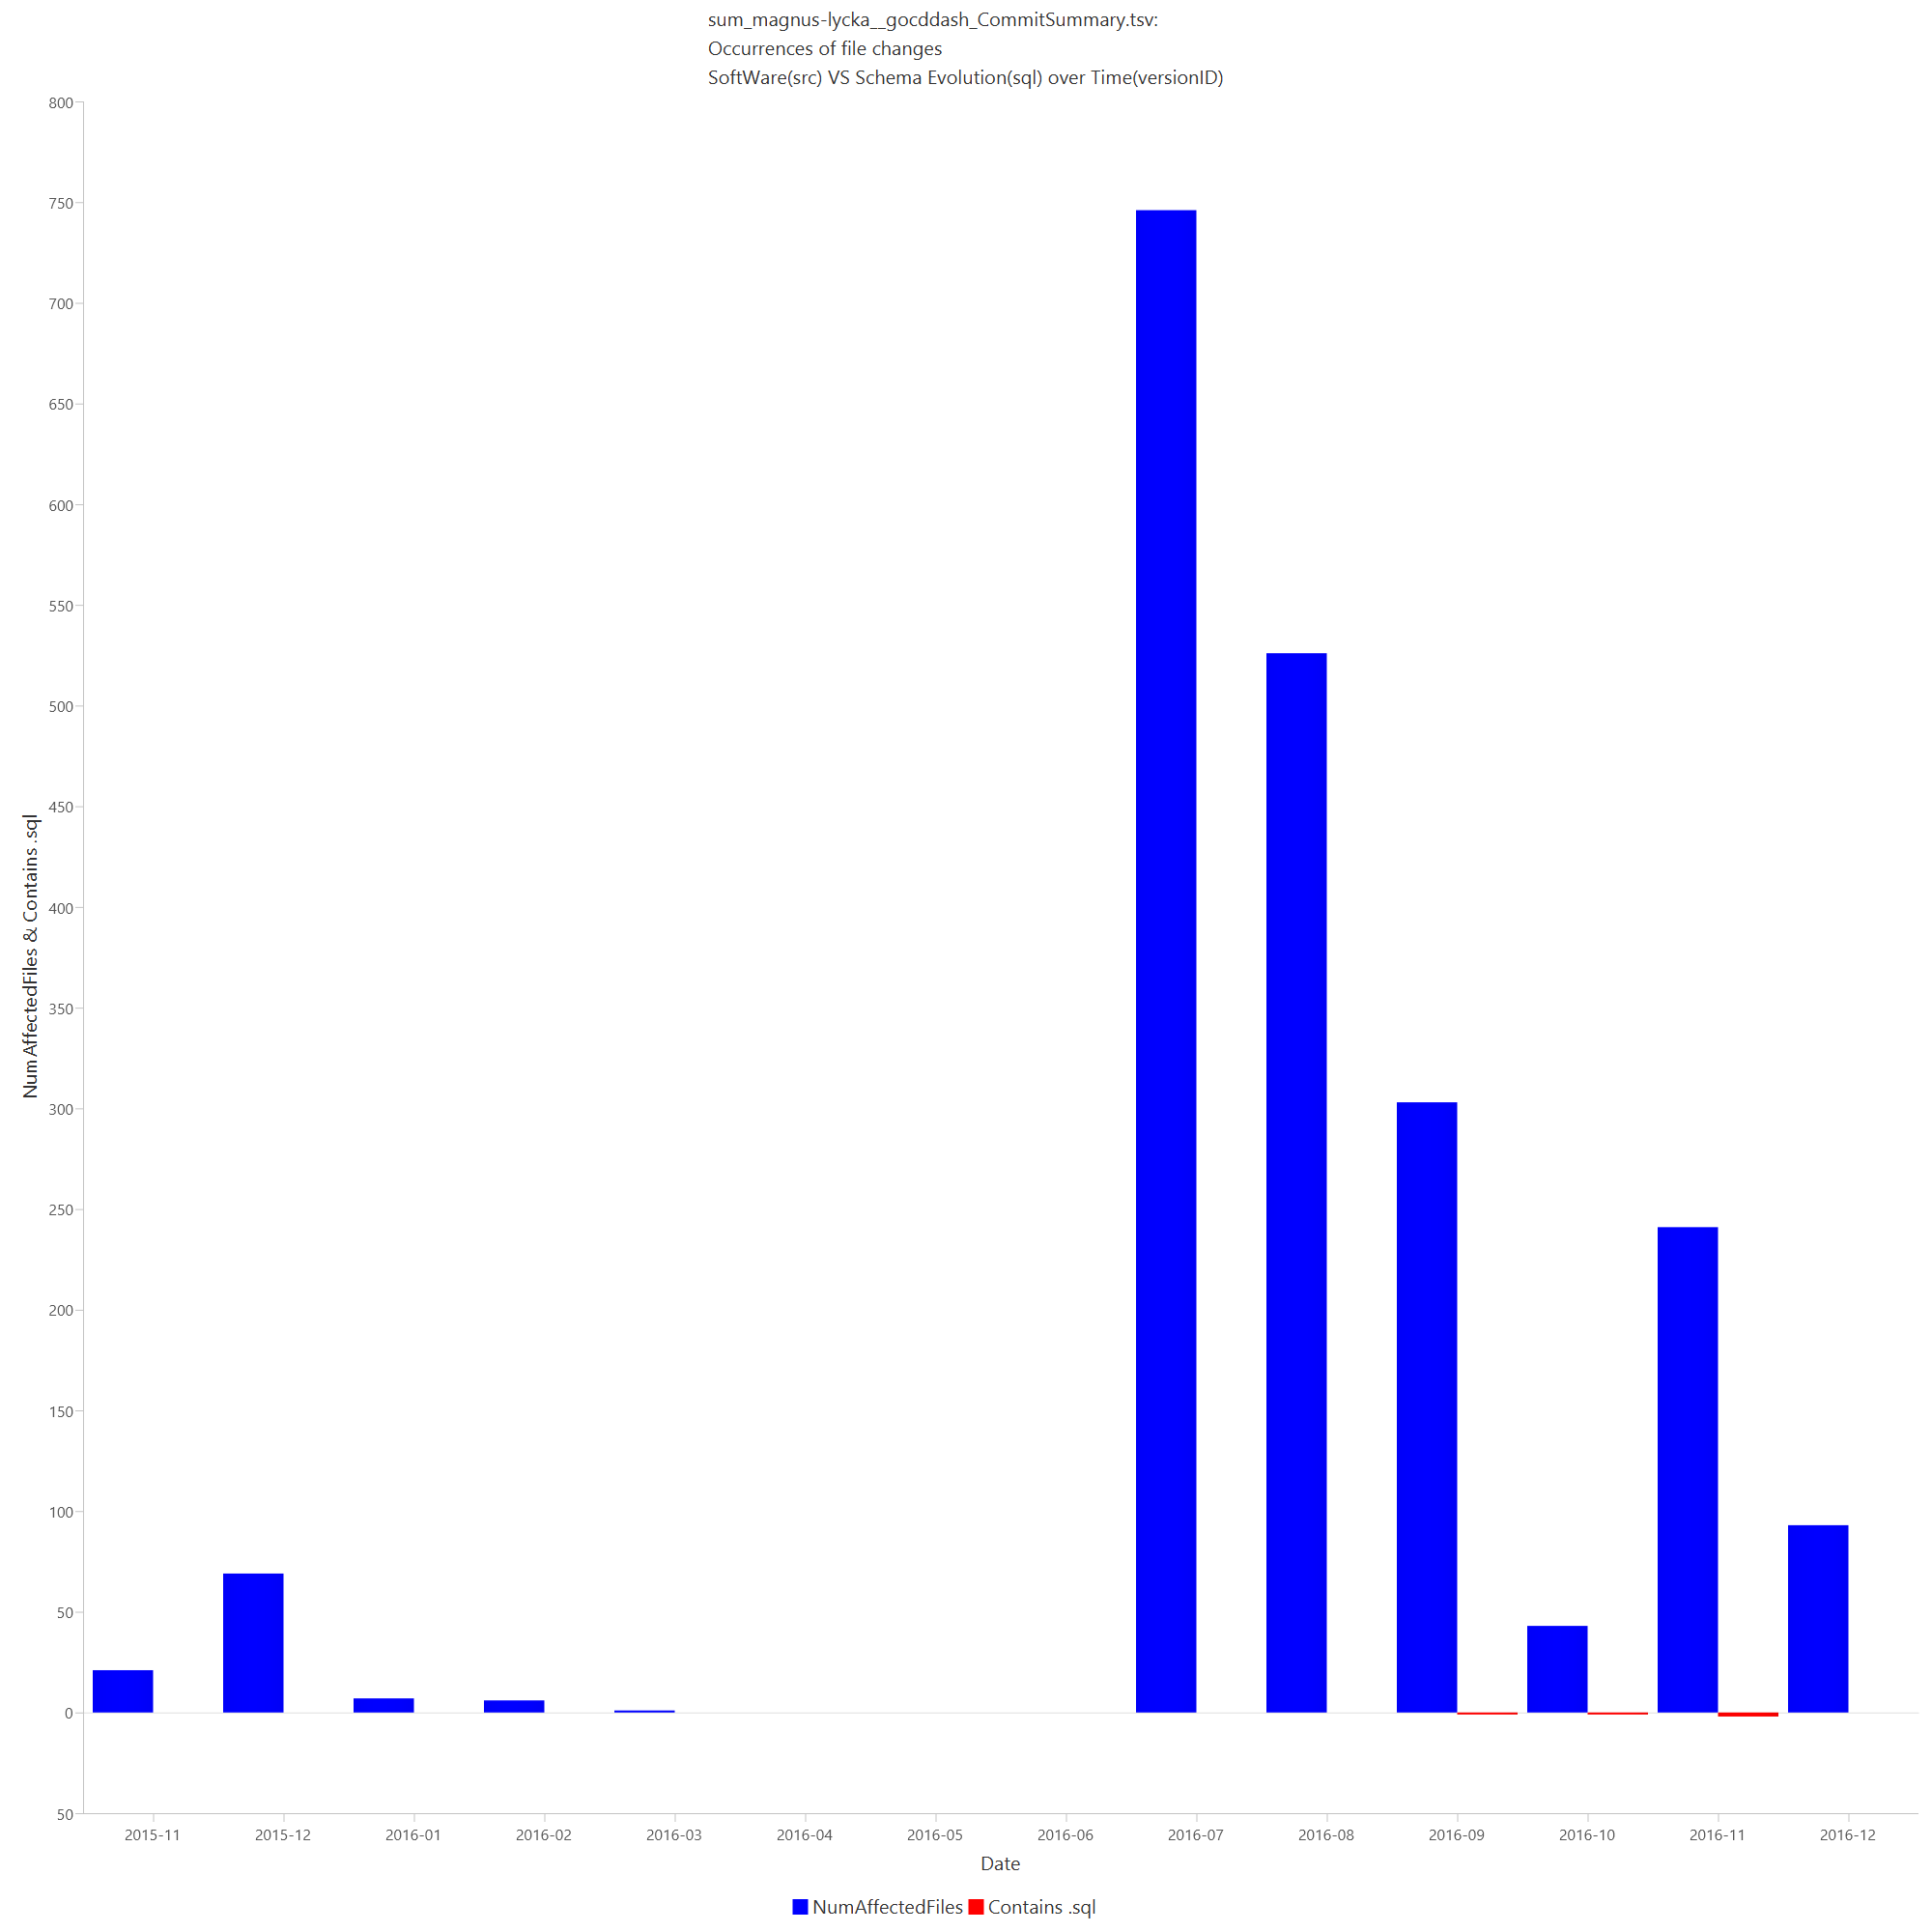 sum_magnus-lycka__gocddash_CommitSummary.tsv:
Occurrences of file changes
SoftWare(src) VS Schema Evolution(sql) over Time(versionID)
800
750
700
650
600
550
500
450
400
350
300
250
200
150
100
50
0
50
NumAffectedFiles & Contains .sql
2015-11 2015-12 2016-01 2016-02 2016-03 2016-04 2016-05 2016-06 2016-07 2016-08 2016-09 2016-10 2016-11 2016-12
Date
NumAffectedFiles Contains .sql